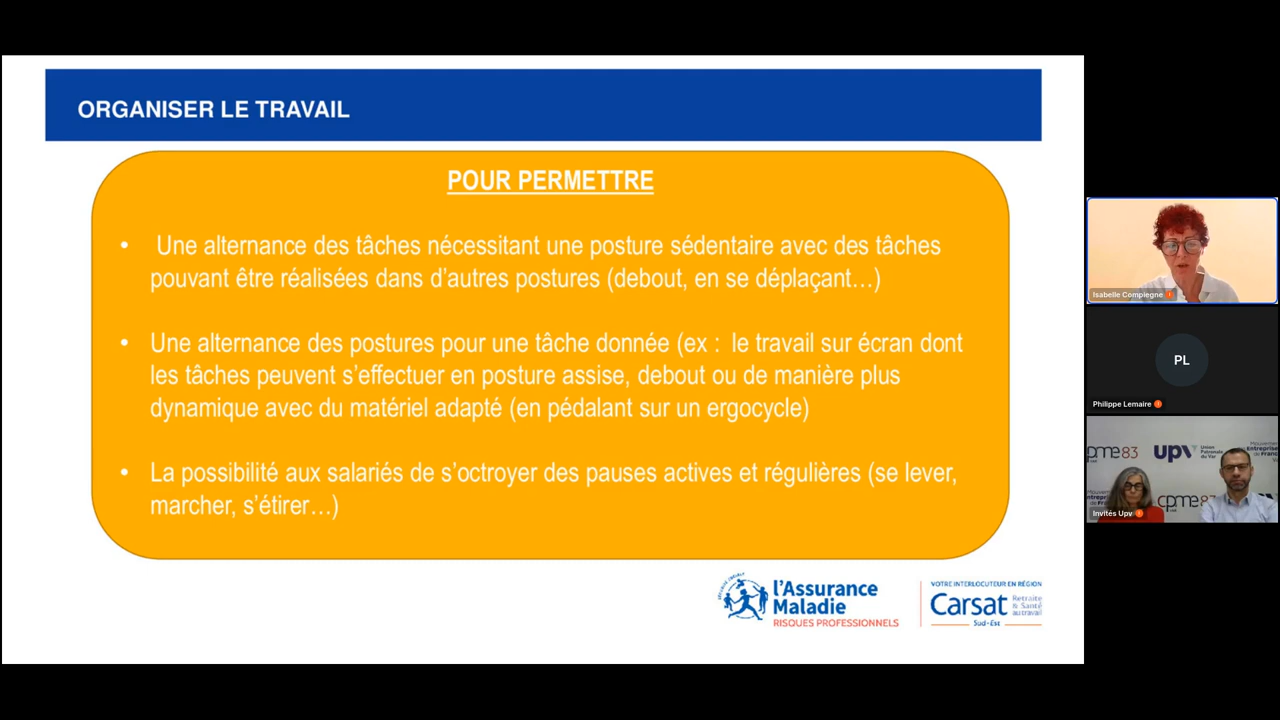 ORGANISER LE TRAVAIL
POUR PERMETTRE
• Une alternance des tâches nécessitant une posture sédentaire avec des tâches
pouvant être réalisées dans d'autres postures (debout, en se déplaçant…)
• Une alternance des postures pour une tâche donnée (ex : le travail sur écran dont
les tâches peuvent s'effectuer en posture assise, debout ou de manière plus
dynamique avec du matériel adapté (en pédalant sur un ergocycle)
• La possibilité aux salariés de s'octroyer des pauses actives et régulières (se lever,
marcher, s'étirer…)
l'Assurance
Maladie
RISQUES PROFESSIONNELS
VOTRE INTERLOCUTEUR EN RÉGION
Carsat
Retraite
& Santé
au travail
Sud-Est
Isabelle Compiegne
PL
Philippe Lemaire
cpme83
upv
Union
Patronale
du Var
Mouvement
Entreprises
de France
Invités Upv